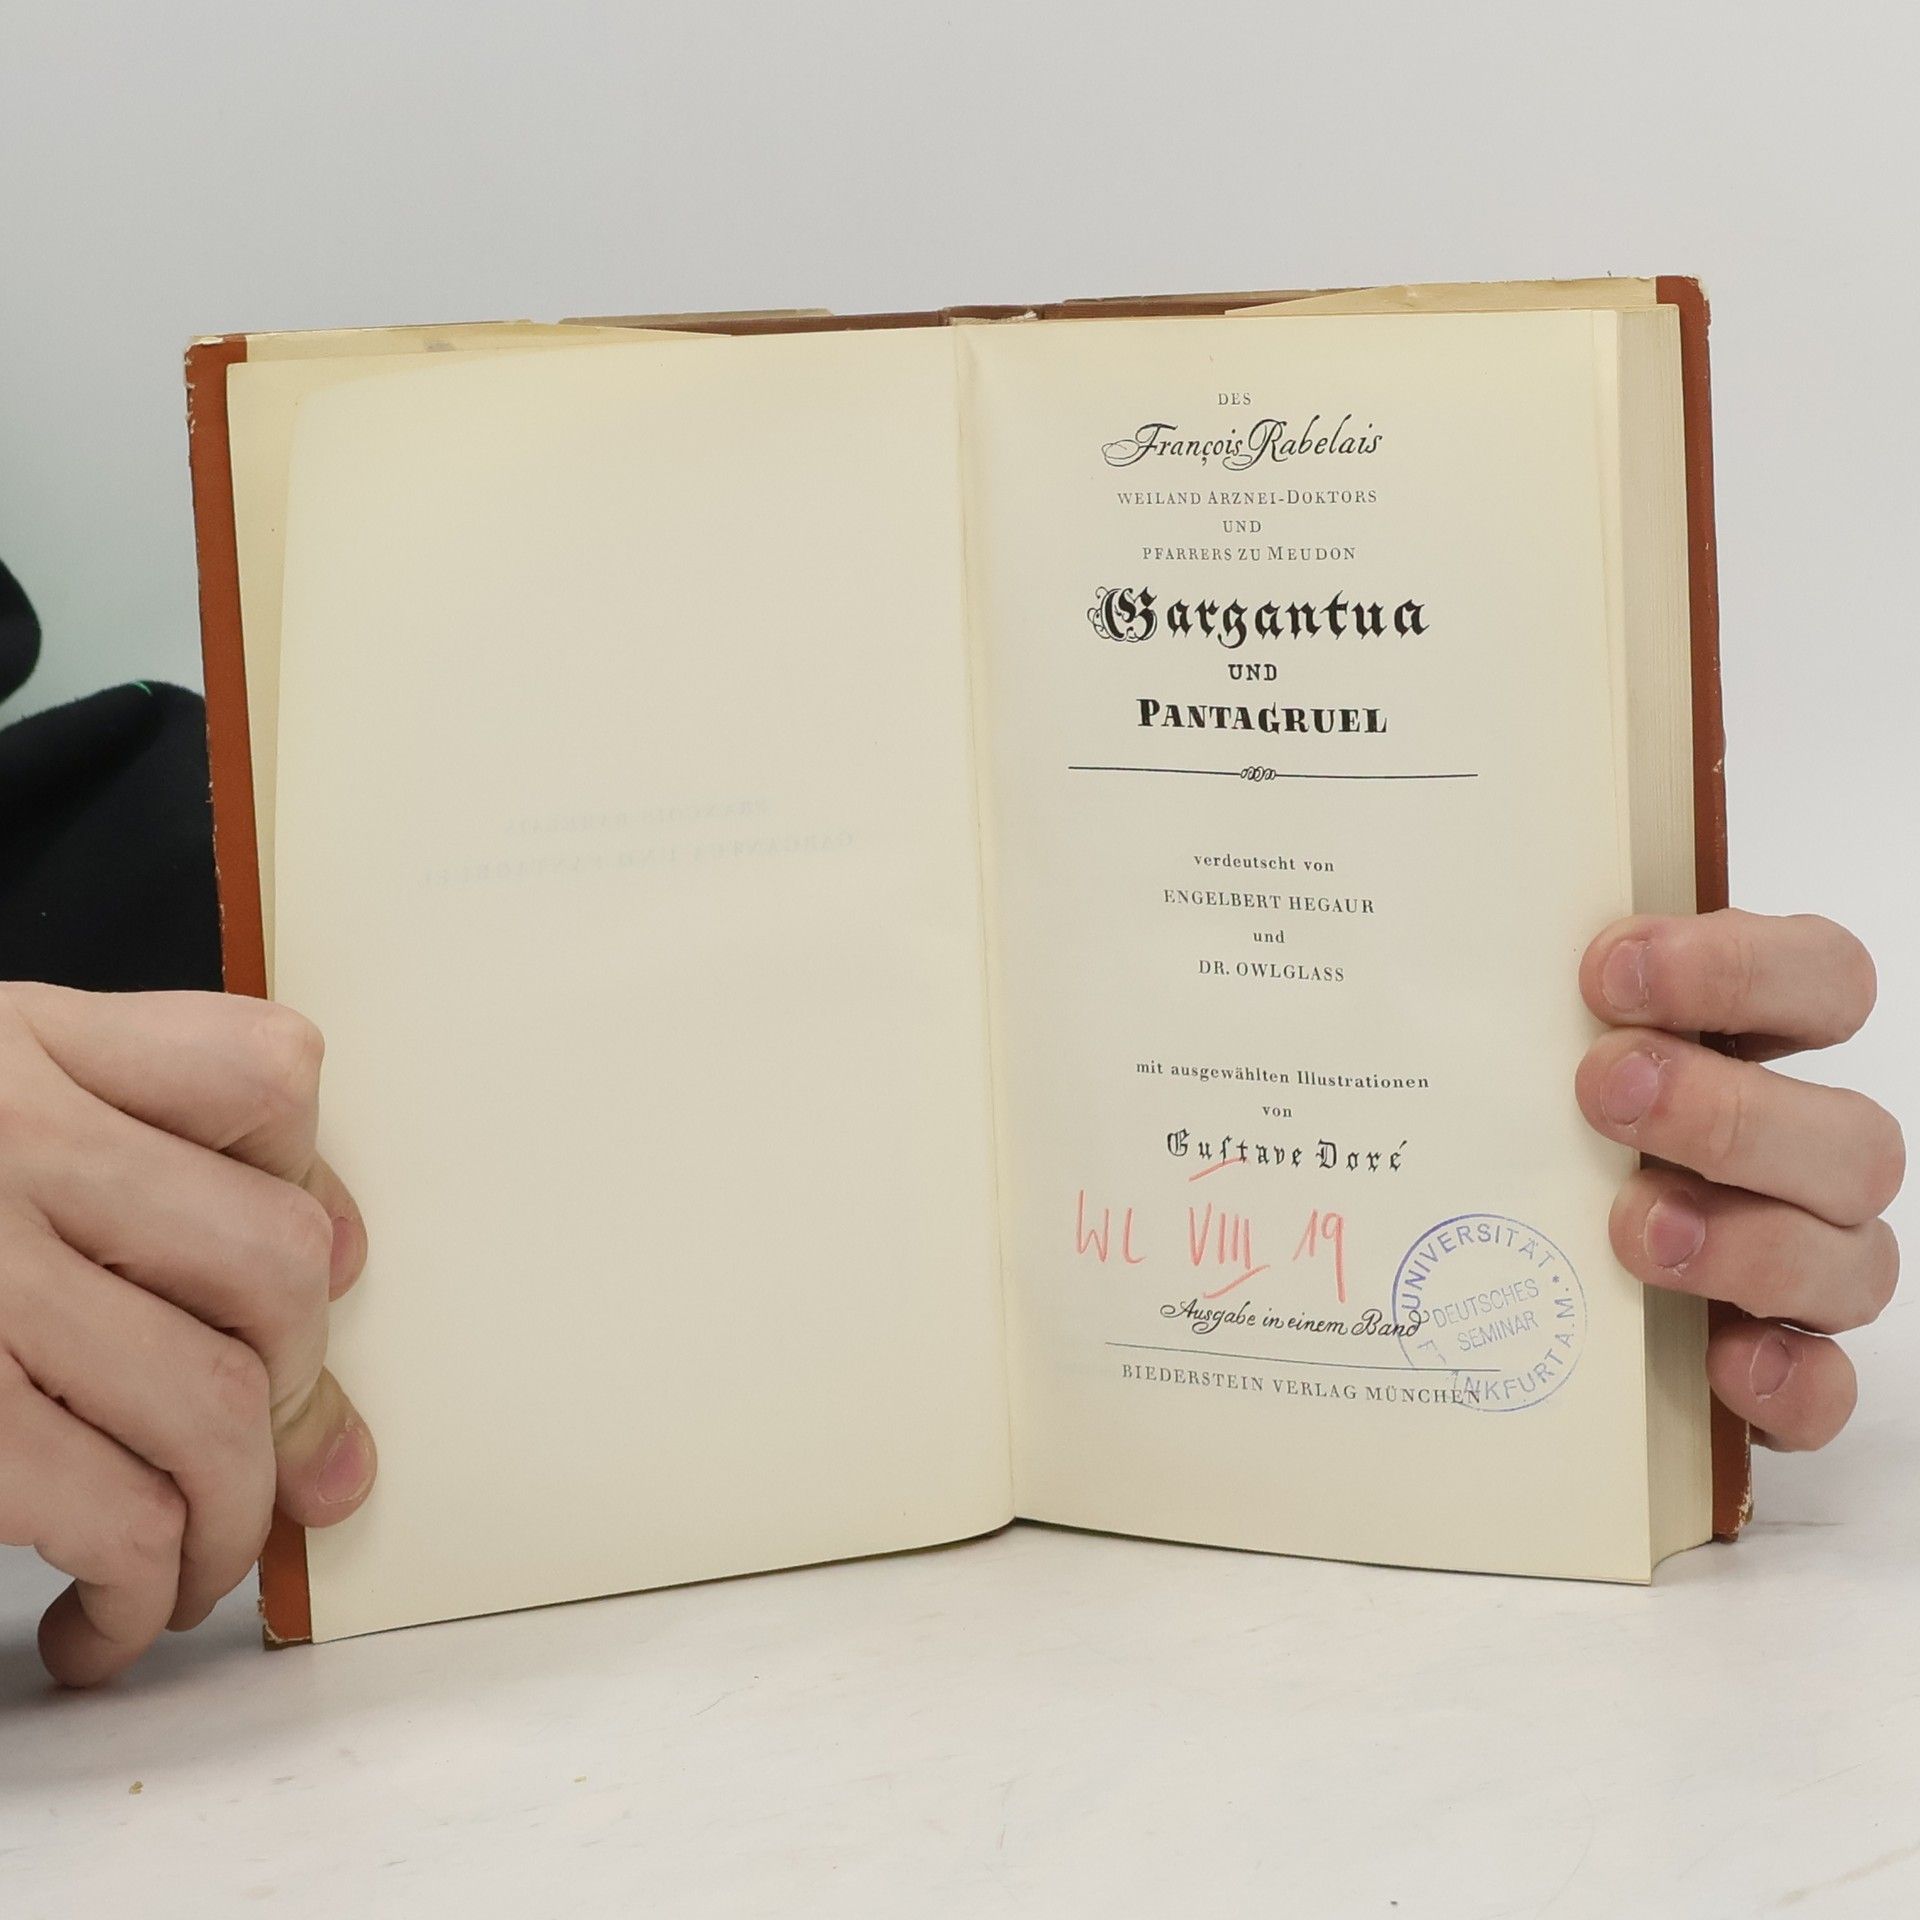 DES
François Rabelais
WEILAND ARZNEI-DOKTORS
UND
PFARRERS ZU MEUDON
Gargantua
UND
PANTAGRUEL
verdeutscht von
ENGELBERT HEGAUR
und
DR. OWLGLASS
mit ausgewählten Illustrationen
von
Guſtave Doré
WL VIII 19
Ausgabe in einem Band
BIEDERSTEIN VERLAG MÜNCHEN
UNIVERSITÄT
DEUTSCHES
SEMINAR
A.M.